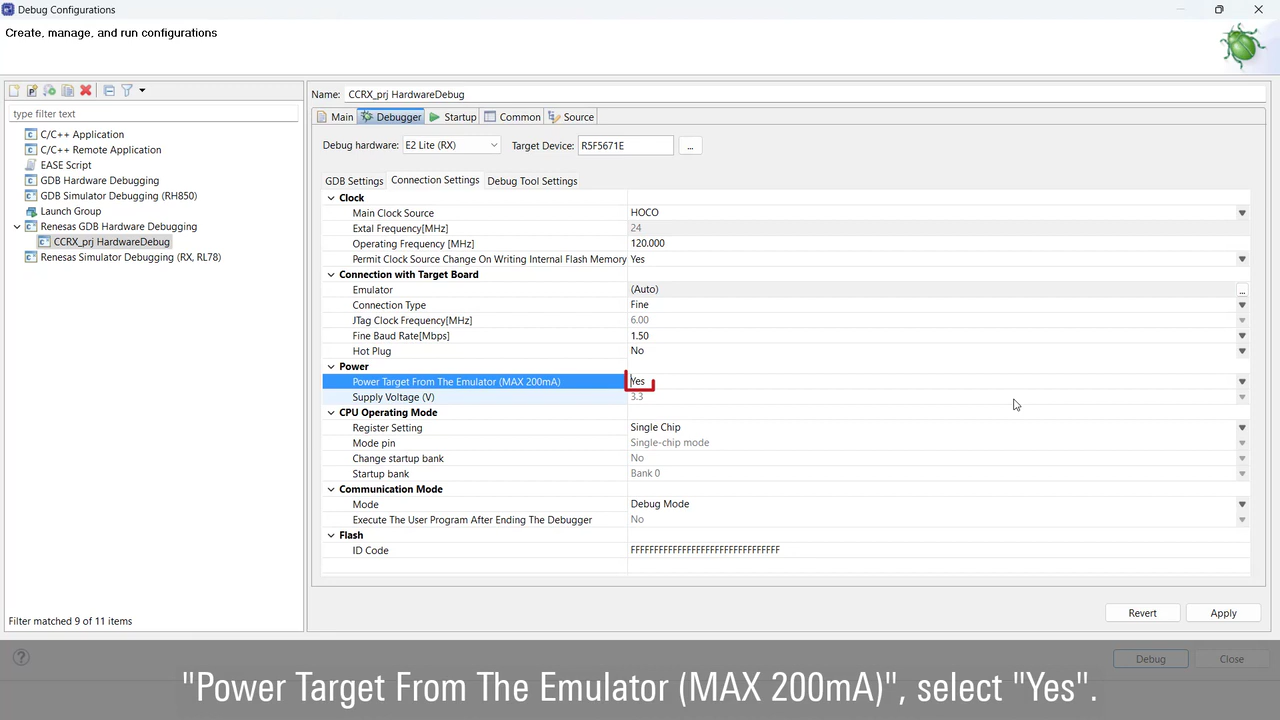 Debug Configurations
Create, manage, and run configurations
type filter text
C/C++ Application
C/C++ Remote Application
EASE Script
GDB Hardware Debugging
GDB Simulator Debugging (RH850)
Launch Group
Renesas GDB Hardware Debugging
CCRX_prj HardwareDebug
Renesas Simulator Debugging (RX, RL78)
Filter matched 9 of 11 items
Name: CCRX_prj HardwareDebug
Main Debugger Startup Common Source
Debug hardware: E2 Lite (RX) Target Device: R5F5671E ...
GDB Settings Connection Settings Debug Tool Settings
Clock
Main Clock Source HOCO
Extal Frequency[MHz] 24
Operating Frequency [MHz] 120.000
Permit Clock Source Change On Writing Internal Flash Memory Yes
Connection with Target Board
Emulator (Auto) ...
Connection Type Fine
JTag Clock Frequency[MHz] 6.00
Fine Baud Rate[Mbps] 1.50
Hot Plug No
Power
Power Target From The Emulator (MAX 200mA) Yes
Supply Voltage (V) 3.3
CPU Operating Mode
Register Setting Single Chip
Mode pin Single-chip mode
Change startup bank No
Startup bank Bank 0
Communication Mode
Mode Debug Mode
Execute The User Program After Ending The Debugger No
Flash
ID Code FFFFFFFFFFFFFFFFFFFFFFFFFFFFFFFF
Revert Apply
Debug Close
"Power Target From The Emulator (MAX 200mA)", select "Yes".